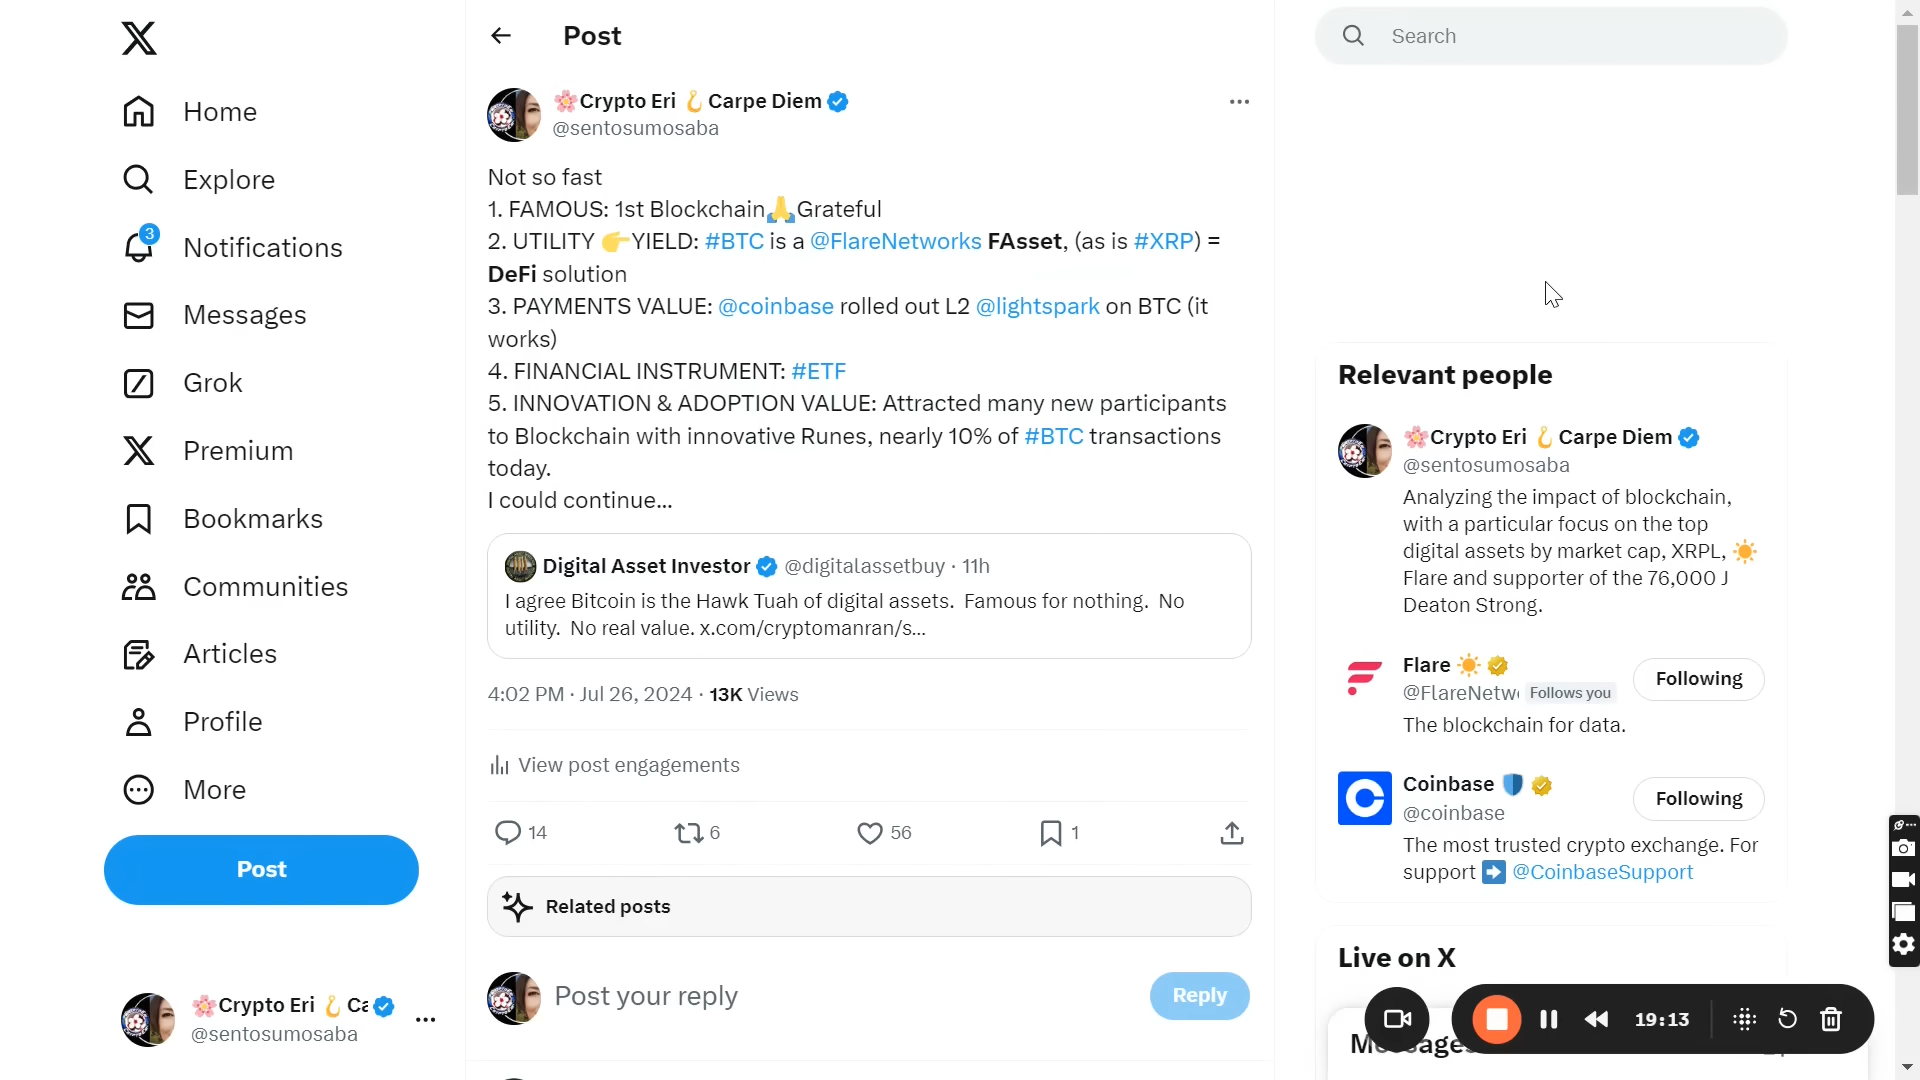 Home
Explore
3
Notifications
Messages
Grok
Premium
Bookmarks
Communities
Articles
Profile
More
Post
🌸Crypto Eri 🪝Ca
@sentosumosaba
Post
🌸Crypto Eri 🪝Carpe Diem
@sentosumosaba
Not so fast
1. FAMOUS: 1st Blockchain🙏Grateful
2. UTILITY 👉YIELD: #BTC is a @FlareNetworks FAsset, (as is #XRP) =
DeFi solution
3. PAYMENTS VALUE: @coinbase rolled out L2 @lightspark on BTC (it
works)
4. FINANCIAL INSTRUMENT: #ETF
5. INNOVATION & ADOPTION VALUE: Attracted many new participants
to Blockchain with innovative Runes, nearly 10% of #BTC transactions
today.
I could continue...
Digital Asset Investor @digitalassetbuy · 11h
I agree Bitcoin is the Hawk Tuah of digital assets. Famous for nothing. No
utility. No real value. x.com/cryptomanran/s...
4:02 PM · Jul 26, 2024 · 13K Views
View post engagements
14 6 56 1
Related posts
Post your reply
Reply
Search
Relevant people
🌸Crypto Eri 🪝Carpe Diem
@sentosumosaba
Analyzing the impact of blockchain,
with a particular focus on the top
digital assets by market cap, XRPL, ☀️
Flare and supporter of the 76,000 J
Deaton Strong.
Flare ☀️
@FlareNetw Follows you
Following
The blockchain for data.
Coinbase 🛡️
@coinbase
Following
The most trusted crypto exchange. For
support ➡️ @CoinbaseSupport
Live on X
19:13